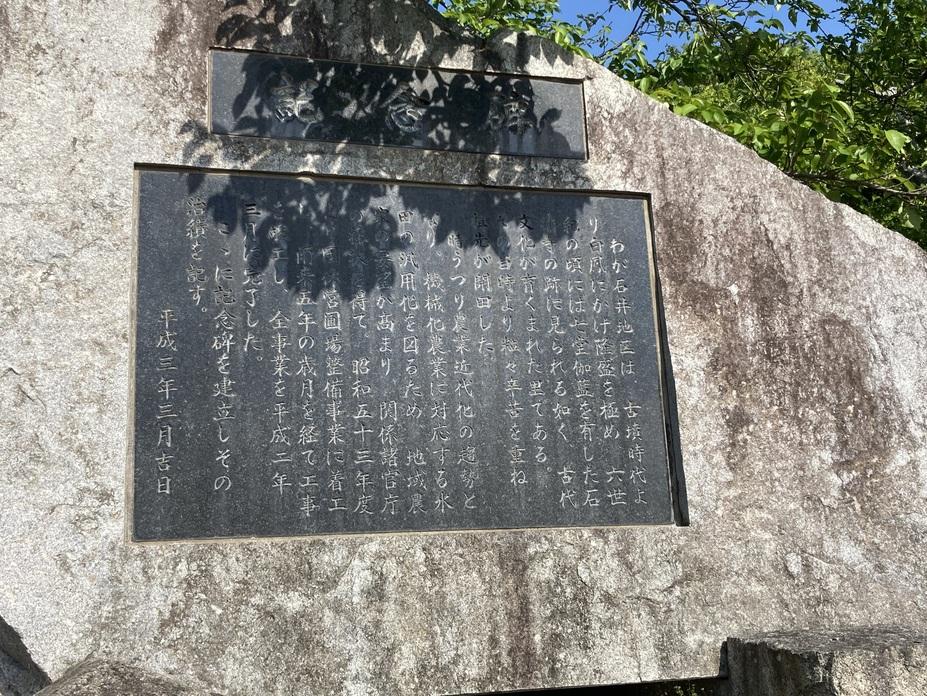 記念碑
わが石井地区は 古墳時代よ
り白鳳にかけ隆盛を極め 六世
の頃には七堂伽藍を有した石
寺の跡に見られる如く 古代
文化が育くまれた里である。
時より粒々辛苦を重ね
祖先が開田した。
時うつり農業近代化の趨勢と
機械化農業に対応する水
田の汎用化を図るため 地域農
が高まり 関係諸官庁
得て 昭和五十三年度
営圃場整備事業に着工
五年の歳月を経て工事
工し 全事業を平成二年
三月に完了した。
ここに記念碑を建立しその
治績を記す。
平成三年三月吉日